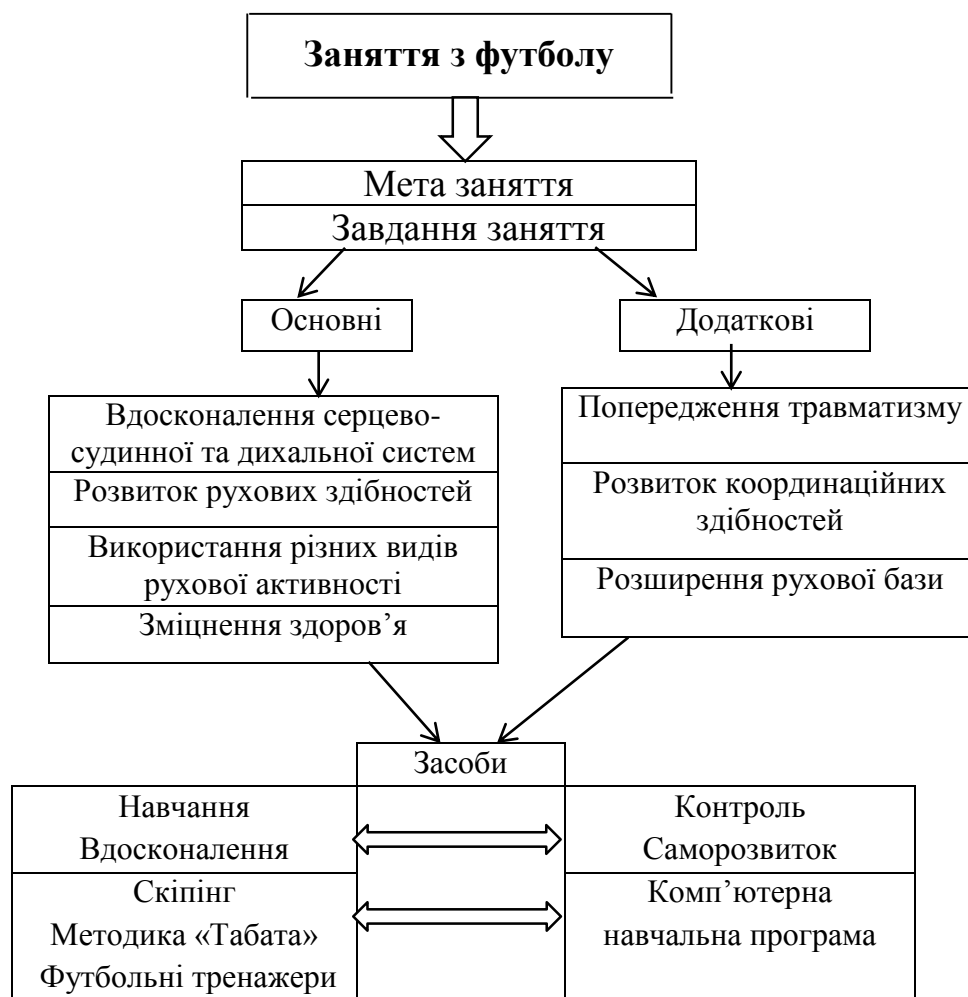 Заняття з футболу
Мета заняття
Завдання заняття
Основні
Додаткові
Вдосконалення серцево-
судинної та дихальної систем
Розвиток рухових здібностей
Використання різних видів
рухової активності
Зміцнення здоров’я
Попередження травматизму
Розвиток координаційних
здібностей
Розширення рухової бази
Засоби
Навчання
Вдосконалення
Контроль
Саморозвиток
Скіпінг
Методика «Табата»
Футбольні тренажери
Комп’ютерна
навчальна програма